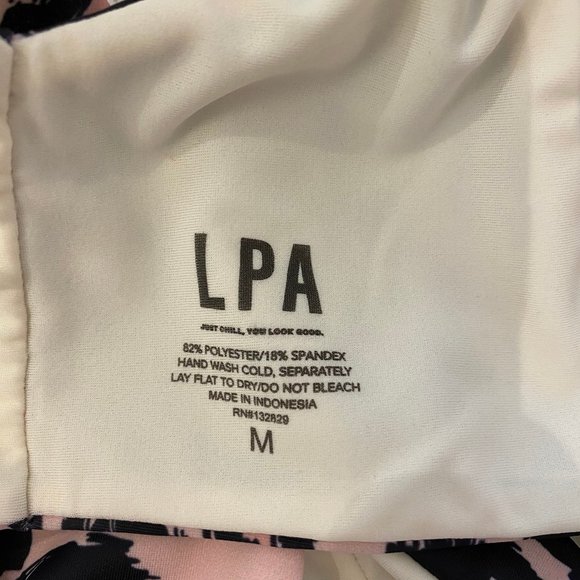 LPA
JUST CHILL, YOU LOOK GOOD.
82% POLYESTER/18% SPANDEX
HAND WASH COLD, SEPARATELY
LAY FLAT TO DRY/DO NOT BLEACH
MADE IN INDONESIA
RN#132829
M